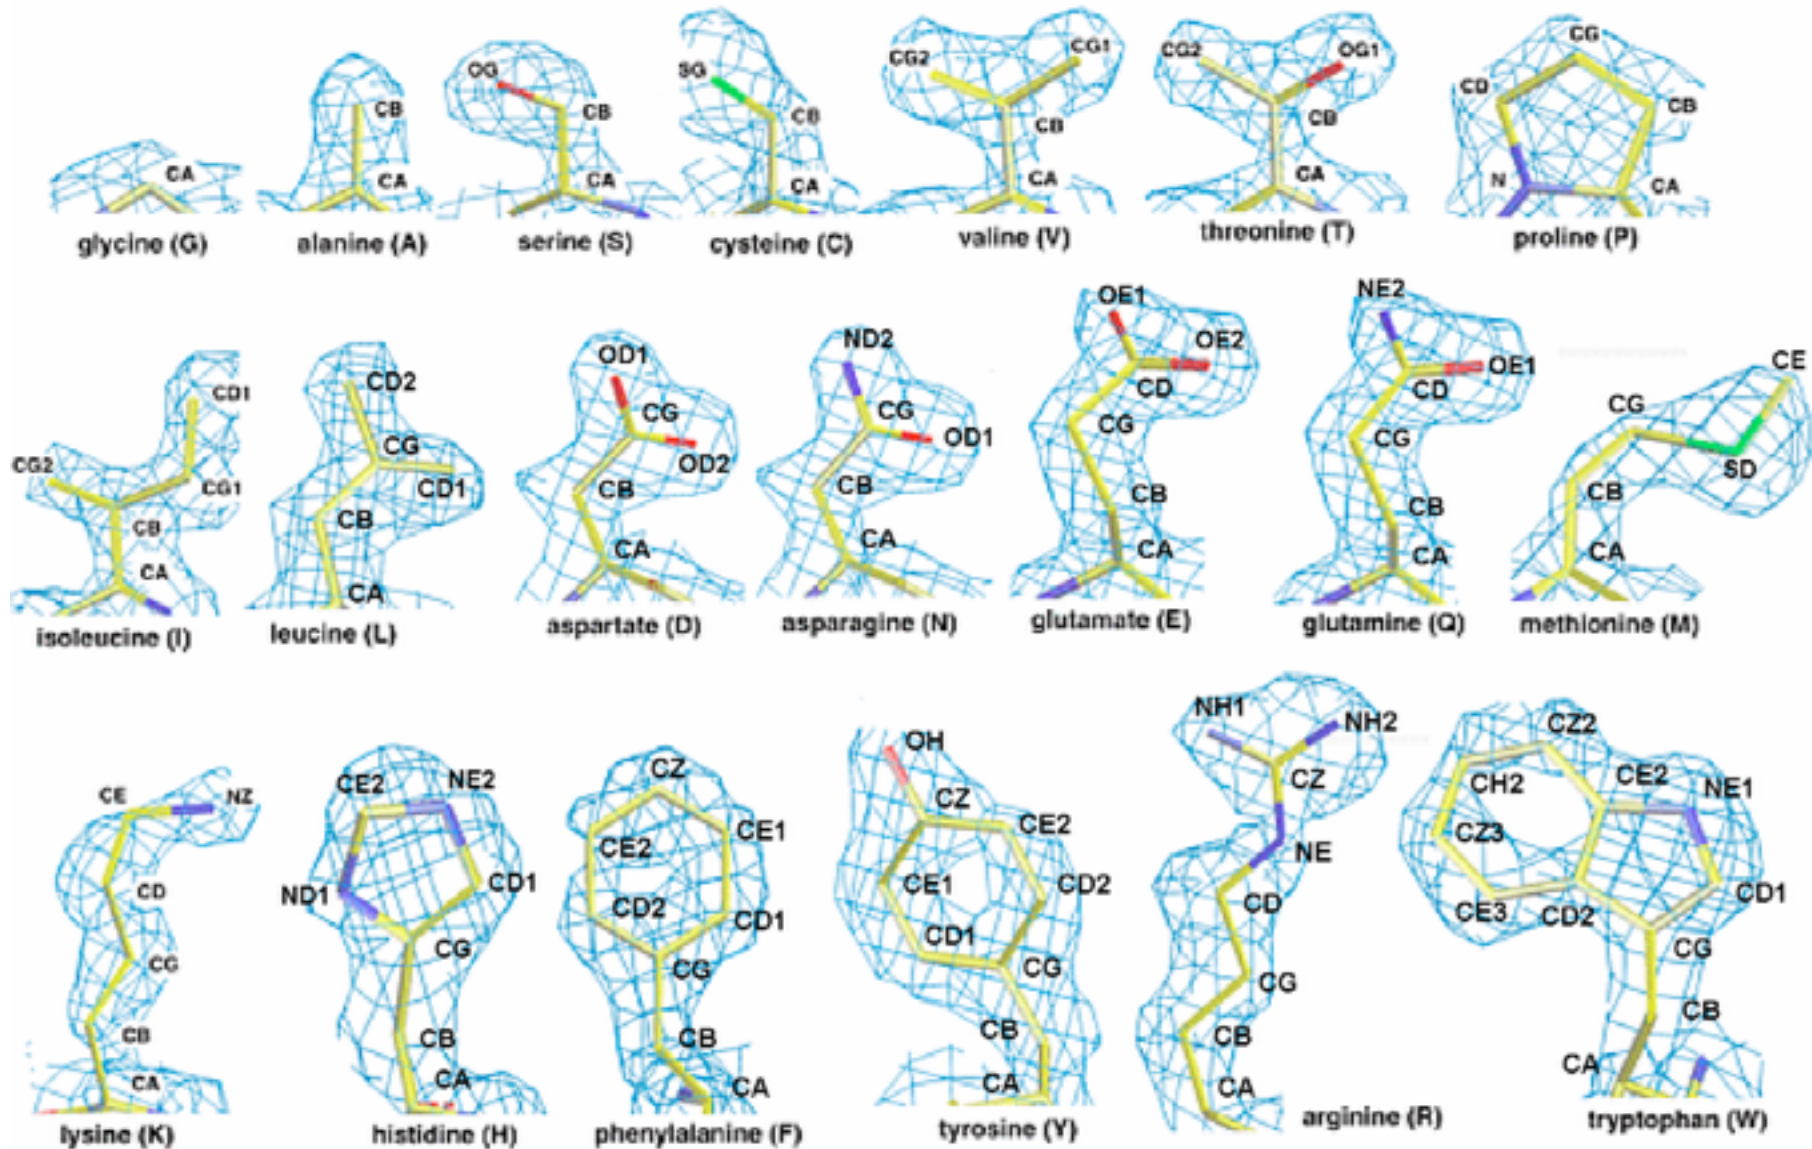 CA
glycine (G)
CB
CA
alanine (A)
OG
CB
CA
serine (S)
SG
CB
CA
cysteine (C)
CG2
CG1
CB
CA
valine (V)
CG2
OG1
CB
CA
threonine (T)
CG
CD
CB
N
CA
proline (P)
CD1
CG2
CG1
CB
CA
isoleucine (I)
CD2
CG
CD1
CB
CA
leucine (L)
OD1
CG
OD2
CB
CA
aspartate (D)
ND2
CG
OD1
CB
CA
asparagine (N)
OE1
OE2
CD
CG
CB
CA
glutamate (E)
NE2
OE1
CD
CG
CB
CA
glutamine (Q)
CE
CG
SD
CB
CA
methionine (M)
CE
NZ
CD
CG
CB
CA
lysine (K)
CE2
NE2
ND1
CD1
CG
CB
CA
histidine (H)
CZ
CE1
CE2
CD2
CD1
CG
CB
CA
phenylalanine (F)
OH
CZ
CE2
CE1
CD2
CD1
CG
CB
CA
tyrosine (Y)
NH1
NH2
CZ
NE
CD
CG
CB
CA
arginine (R)
CZ2
CH2
CE2
NE1
CZ3
CD1
CE3
CD2
CG
CB
CA
tryptophan (W)